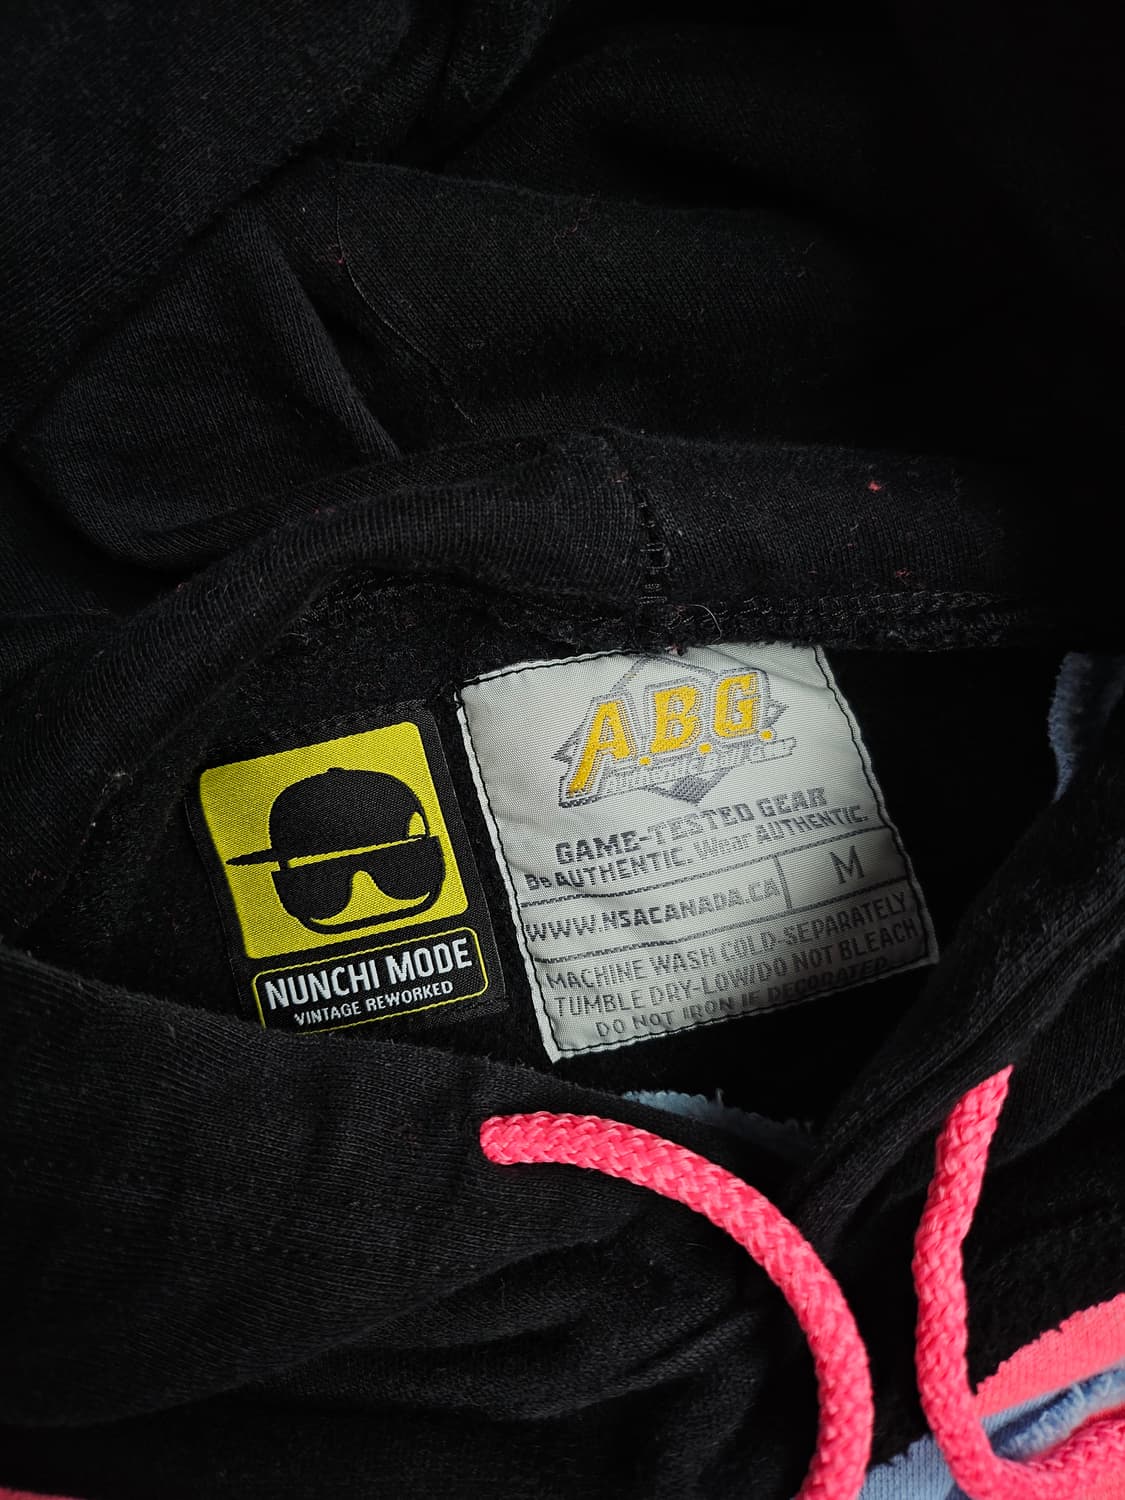 NUNCHI MODE
VINTAGE REWORKED
A.B.G.
GAME-TESTED GEAR
Be AUTHENTIC. Wear AUTHENTIC.
WWW.NSACANADA.CA
M
MACHINE WASH COLD-SEPARATELY
TUMBLE DRY-LOW/DO NOT BLEACH
DO NOT IRON IF DECORATED.